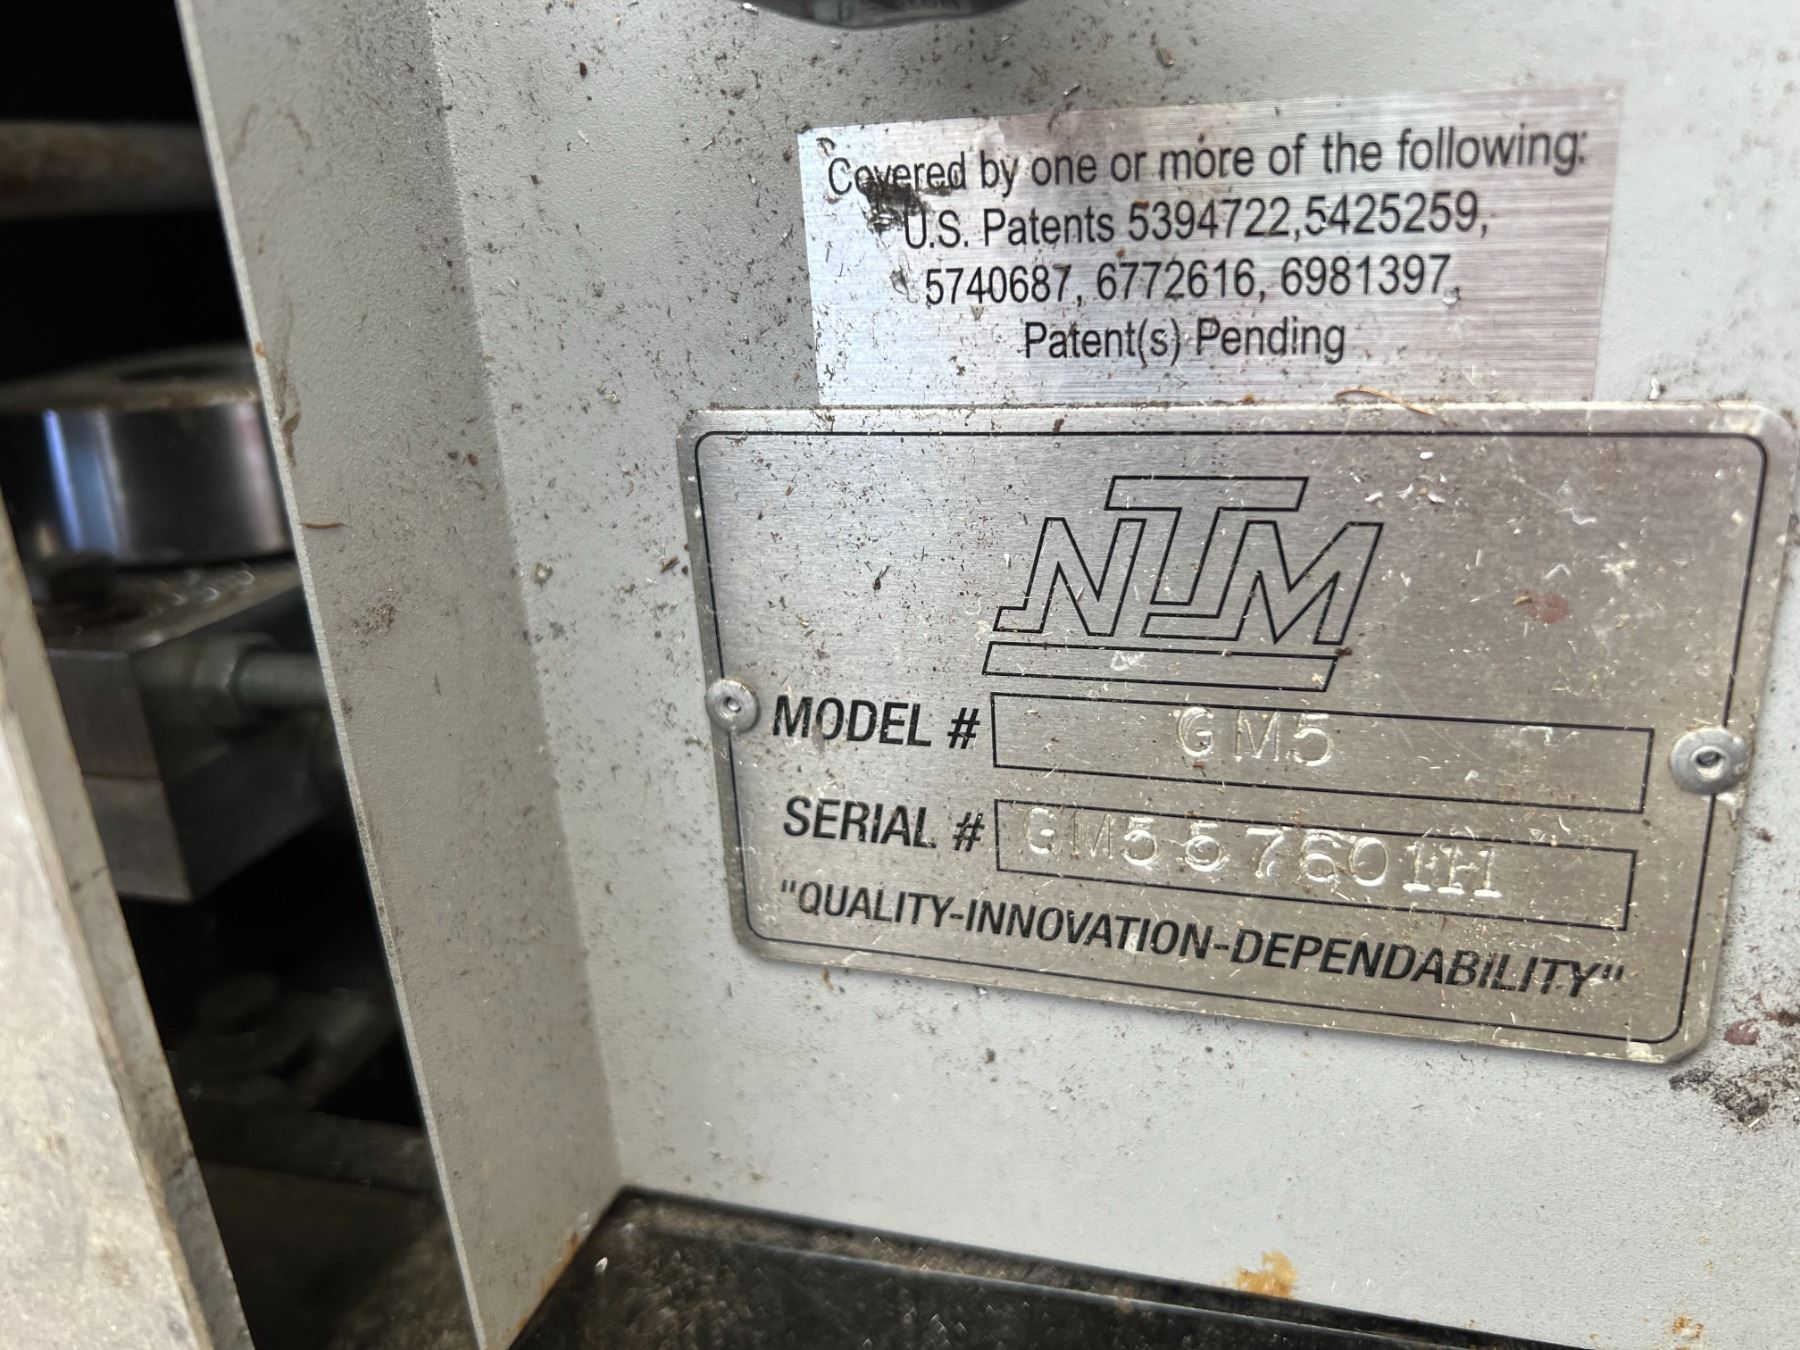 Covered by one or more of the following:
U.S. Patents 5394722,5425259,
5740687, 6772616, 6981397,
Patent(s) Pending
NTM
MODEL # GM5
SERIAL # GM557601H
"QUALITY-INNOVATION-DEPENDABILITY"